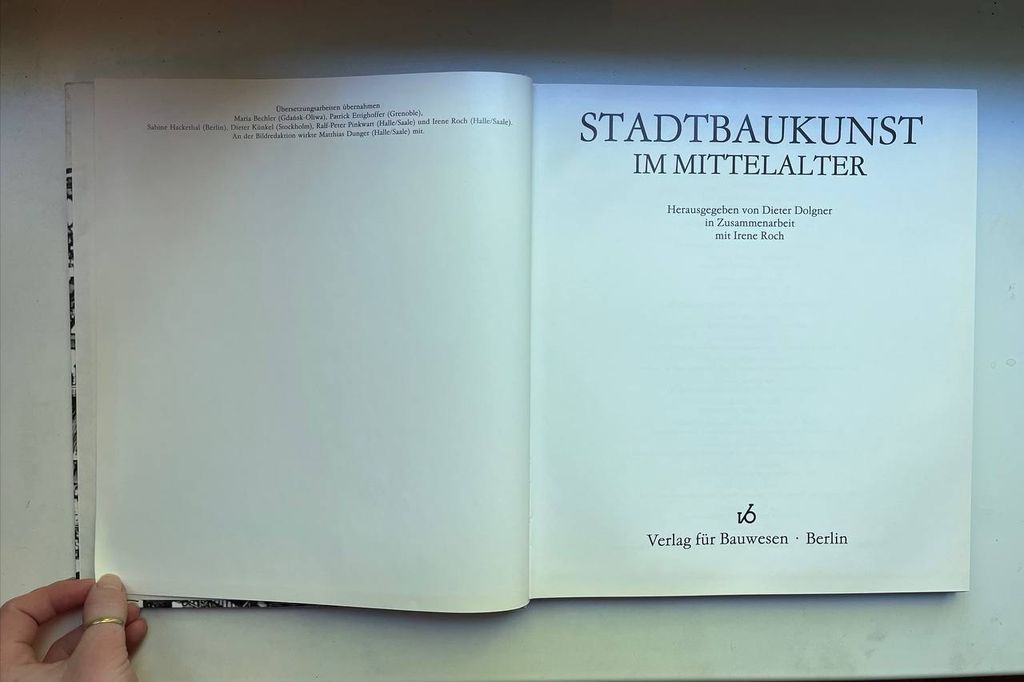 Übersetzungsarbeiten übernahmen
Maria Bechler (Gdańsk-Oliwa), Patrick Ettighoffer (Grenoble),
Sabine Hackethal (Berlin), Dieter Künkel (Stockholm), Ralf-Peter Pinkwart (Halle/Saale) und Irene Roch (Halle/Saale).
An der Bildredaktion wirkte Matthias Dunger (Halle/Saale) mit.
STADTBAUKUNST
IM MITTELALTER
Herausgegeben von Dieter Dolgner
in Zusammenarbeit
mit Irene Roch
Verlag für Bauwesen · Berlin